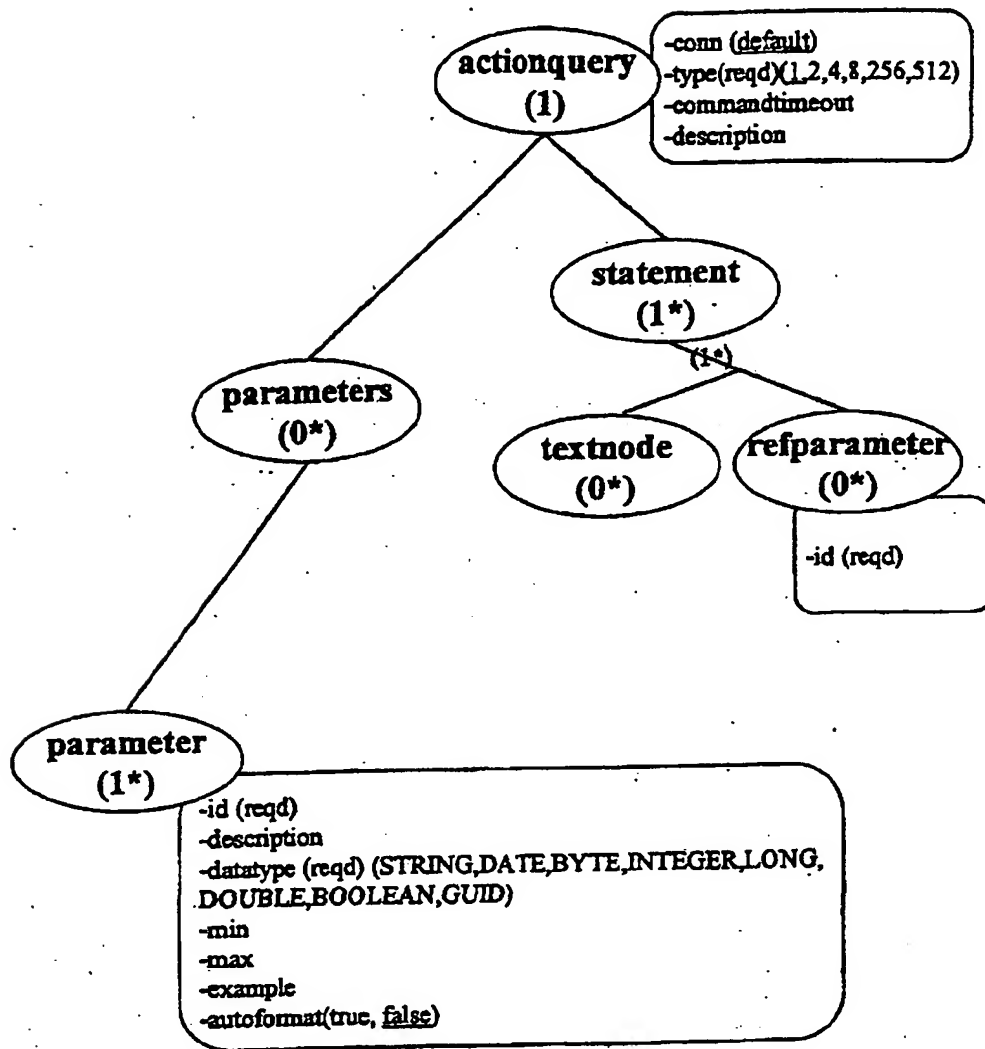 actionquery
(1)
-conn (default)
-type(reqd)(1,2,4,8,256,512)
-commandtimeout
-description
statement
(1*)
(1*)
parameters
(0*)
textnode
(0*)
refparameter
(0*)
-id (reqd)
parameter
(1*)
-id (reqd)
-description
-datatype (reqd) (STRING,DATE,BYTE,INTEGER,LONG,
DOUBLE,BOOLEAN,GUID)
-min
-max
-example
-autoformat(true, false)